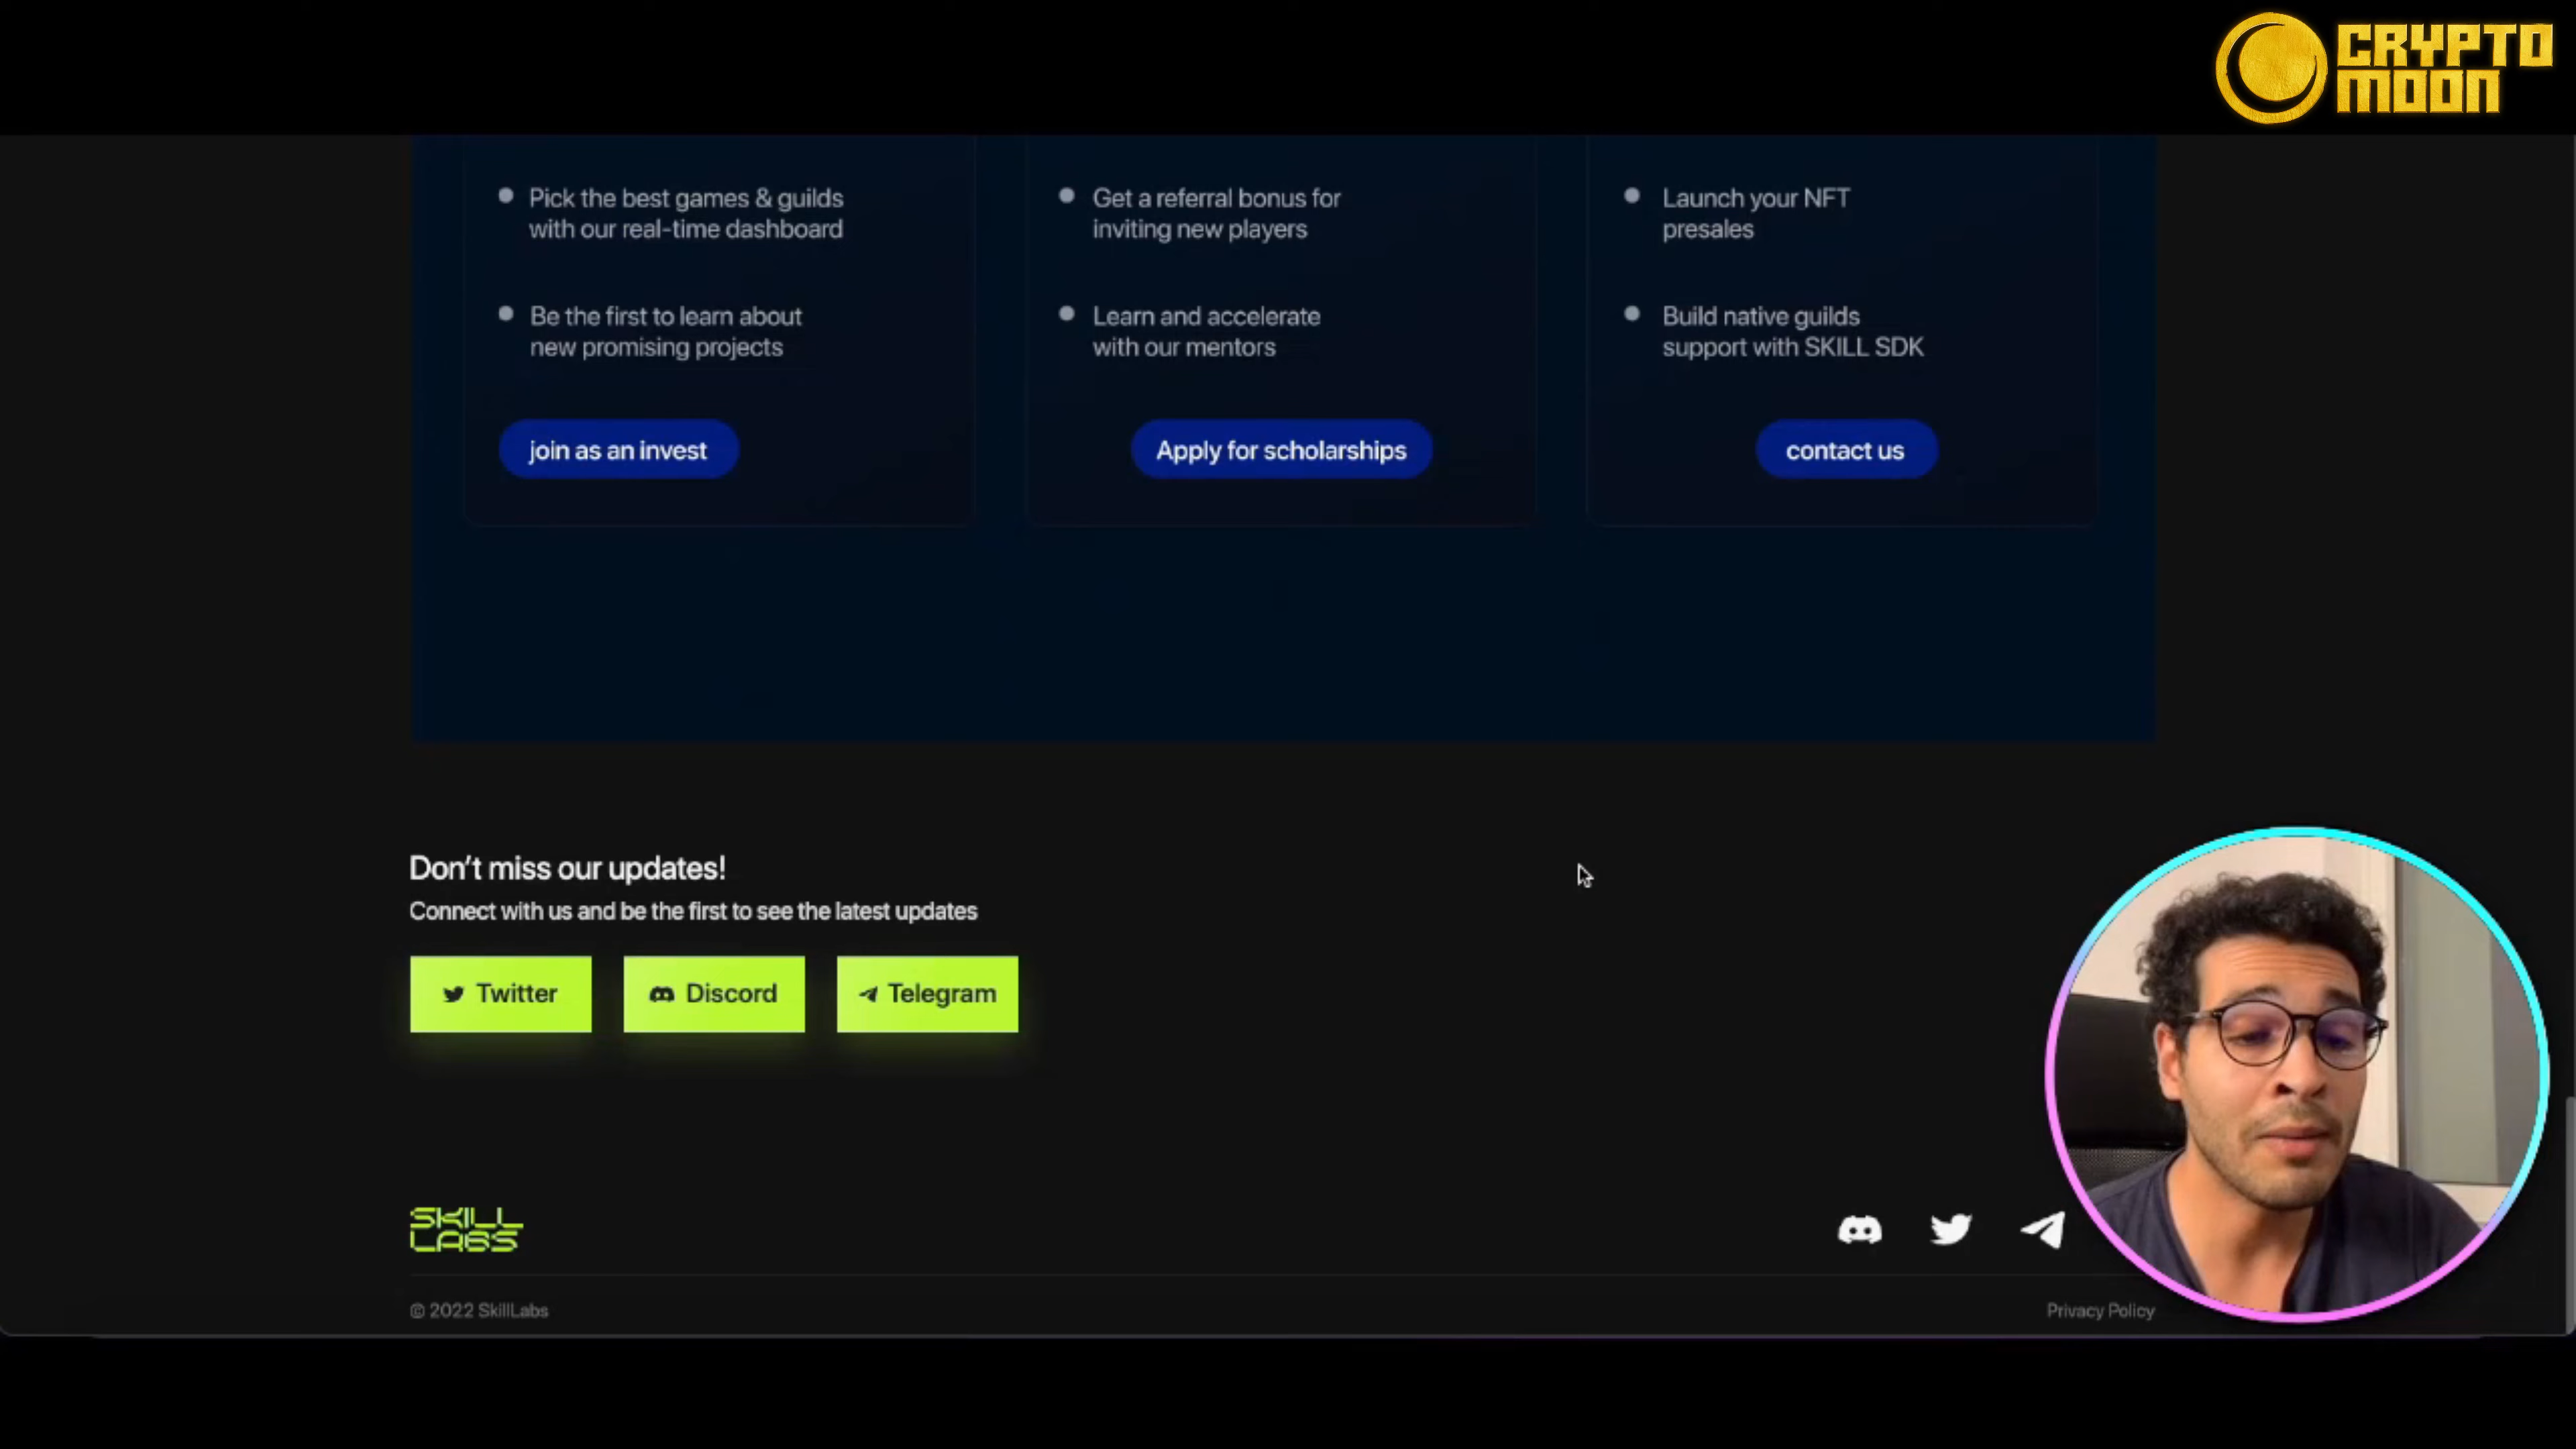 CRYPTO
MOON
Pick the best games & guilds
with our real-time dashboard
Be the first to learn about
new promising projects
join as an invest
Get a referral bonus for
inviting new players
Learn and accelerate
with our mentors
Apply for scholarships
Launch your NFT
presales
Build native guilds
support with SKILL SDK
contact us
Don't miss our updates!
Connect with us and be the first to see the latest updates
Twitter
Discord
Telegram
SKILL
LABS
© 2022 SkillLabs
Privacy Policy